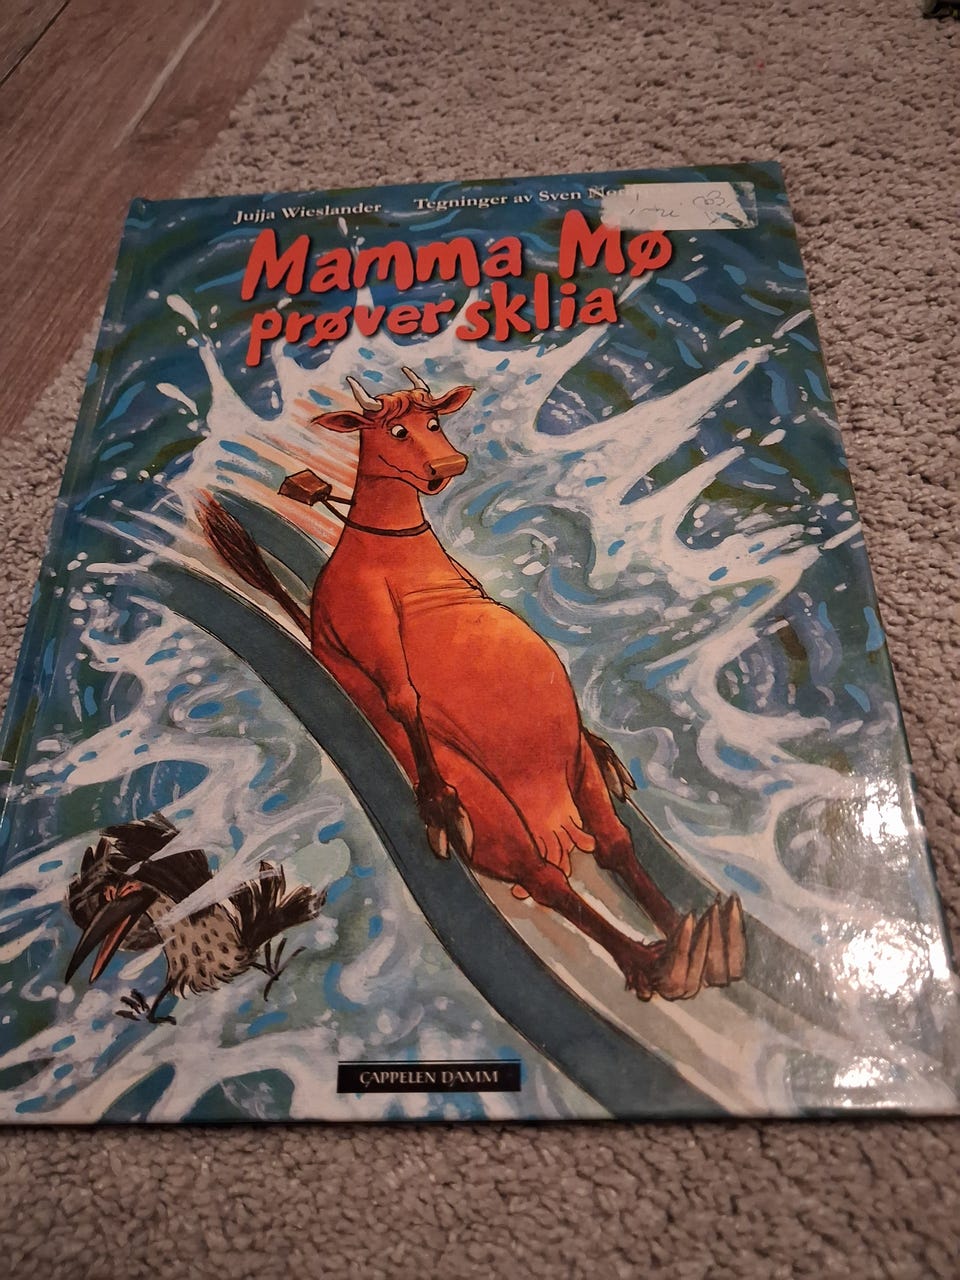 Jujja Wieslander Tegninger av Sven
Mamma Mø
prøver sklia
CAPPELEN DAMM